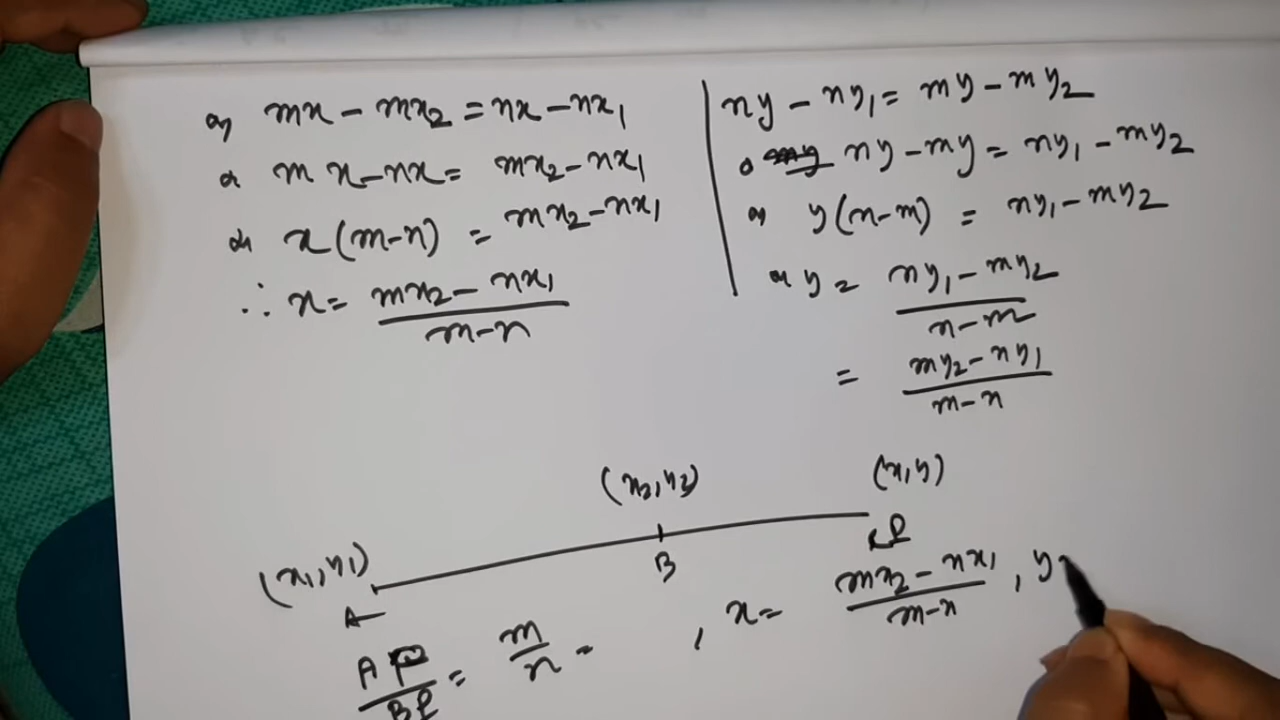 or mx - mx₂ = nx - nx₁
or mx - nx = mx₂ - nx₁
or x(m-n) = mx₂ - nx₁
∴ x = (mx₂ - nx₁)/(m-n)
ny - ny₁ = my - my₂
or ny - my = ny₁ - my₂
or y(n-m) = ny₁ - my₂
or y = (ny₁ - my₂)/(n-m)
= (my₂ - ny₁)/(m-n)
(x₁, y₁) (x₂, y₂) (x, y)
A B P
AP/BP = m/n = , x = (mx₂ - nx₁)/(m-n) , y